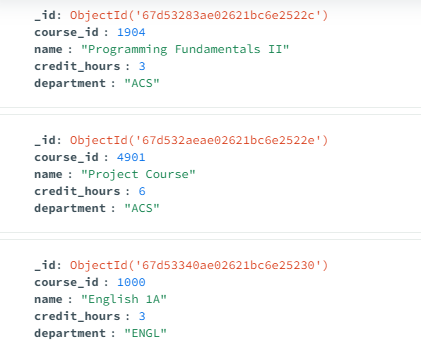 _id: ObjectId('67d53283ae02621bc6e2522c')
course_id : 1904
name : "Programming Fundamentals II"
credit_hours : 3
department : "ACS"
_id: ObjectId('67d532aeae02621bc6e2522e')
course_id : 4901
name : "Project Course"
credit_hours : 6
department : "ACS"
_id: ObjectId('67d53340ae02621bc6e25230')
course_id : 1000
name : "English 1A"
credit_hours : 3
department : "ENGL"